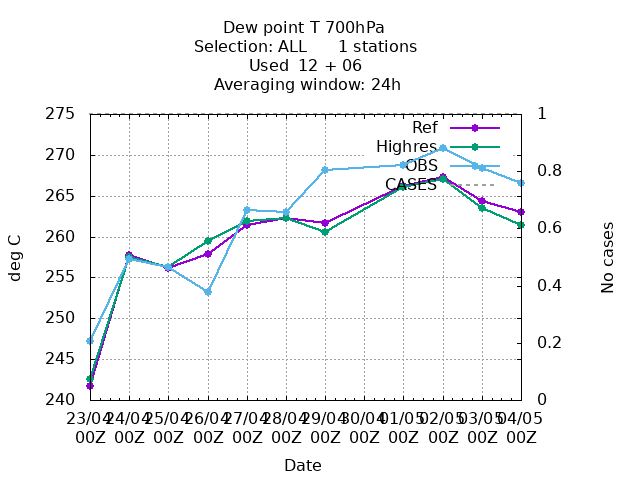 Dew point T 700hPa
Selection: ALL      1 stations
Used  12 + 06
Averaging window: 24h
275
270
265
260
255
250
245
240
deg C
1
0.8
0.6
0.4
0.2
0
No cases
Ref
Highres
OBS
CASES
23/04 24/04 25/04 26/04 27/04 28/04 29/04 30/04 01/05 02/05 03/05 04/05
00Z 00Z 00Z 00Z 00Z 00Z 00Z 00Z 00Z 00Z 00Z 00Z
Date